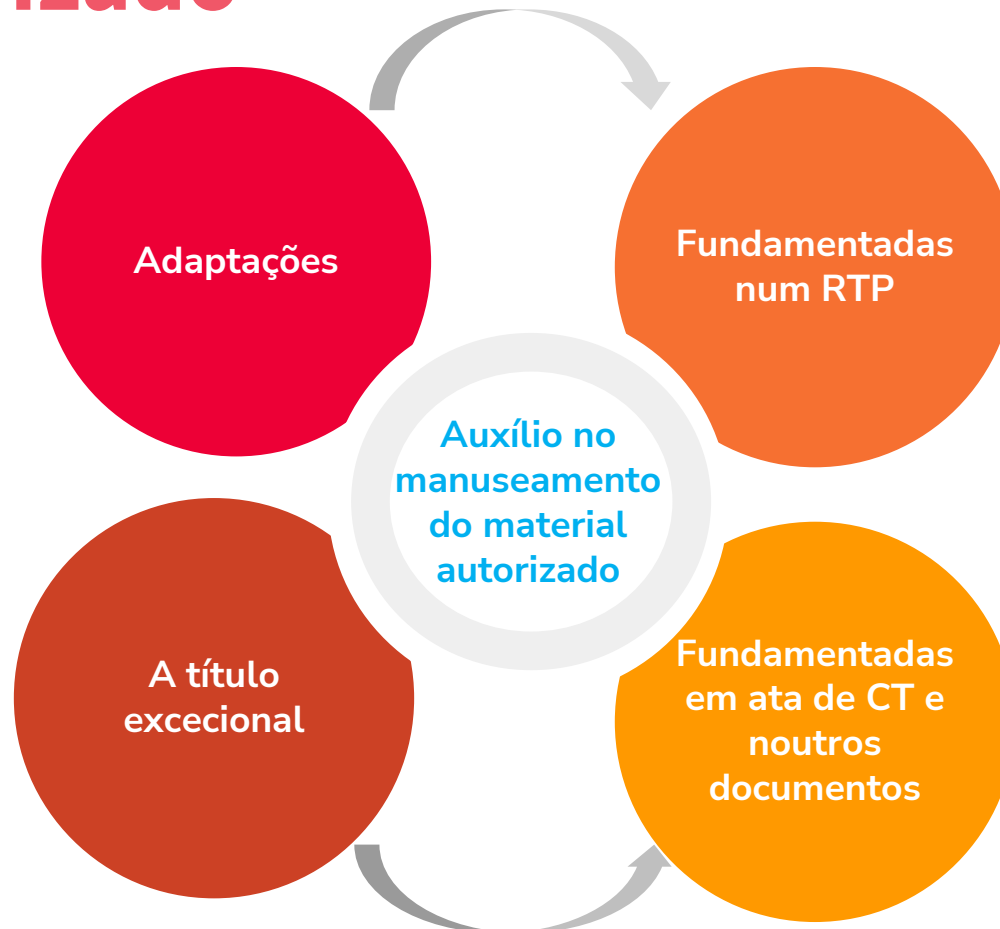 Adaptações
Fundamentadas
num RTP
Auxílio no
manuseamento
do material
autorizado
A título
excecional
Fundamentadas
em ata de CT e
noutros
documentos